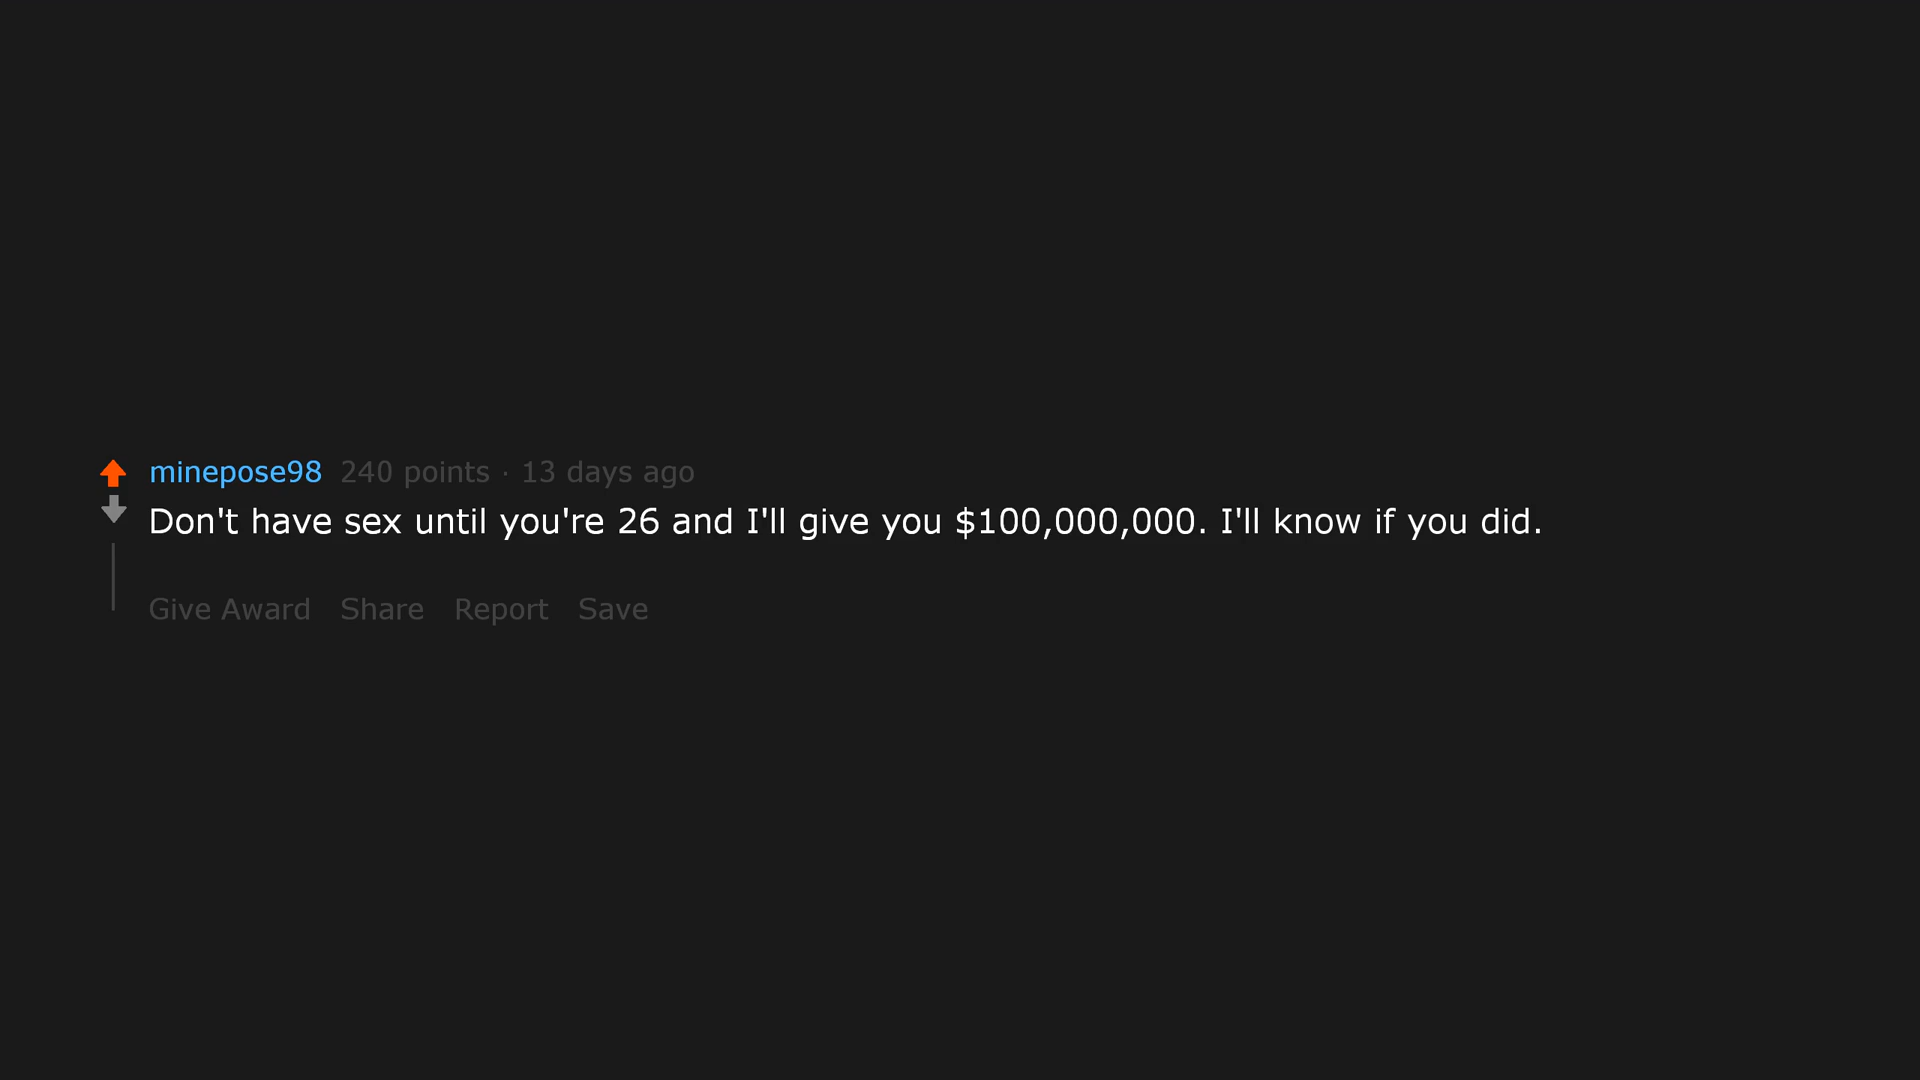 minepose98 240 points · 13 days ago
Don't have sex until you're 26 and I'll give you $100,000,000. I'll know if you did.
Give Award Share Report Save